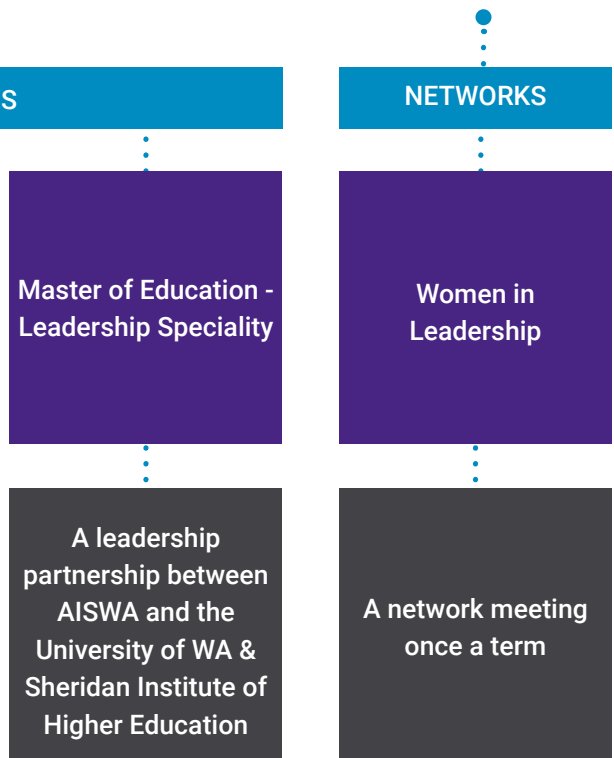 S
NETWORKS
Master of Education -
Leadership Speciality
Women in
Leadership
A leadership
partnership between
AISWA and the
University of WA &
Sheridan Institute of
Higher Education
A network meeting
once a term